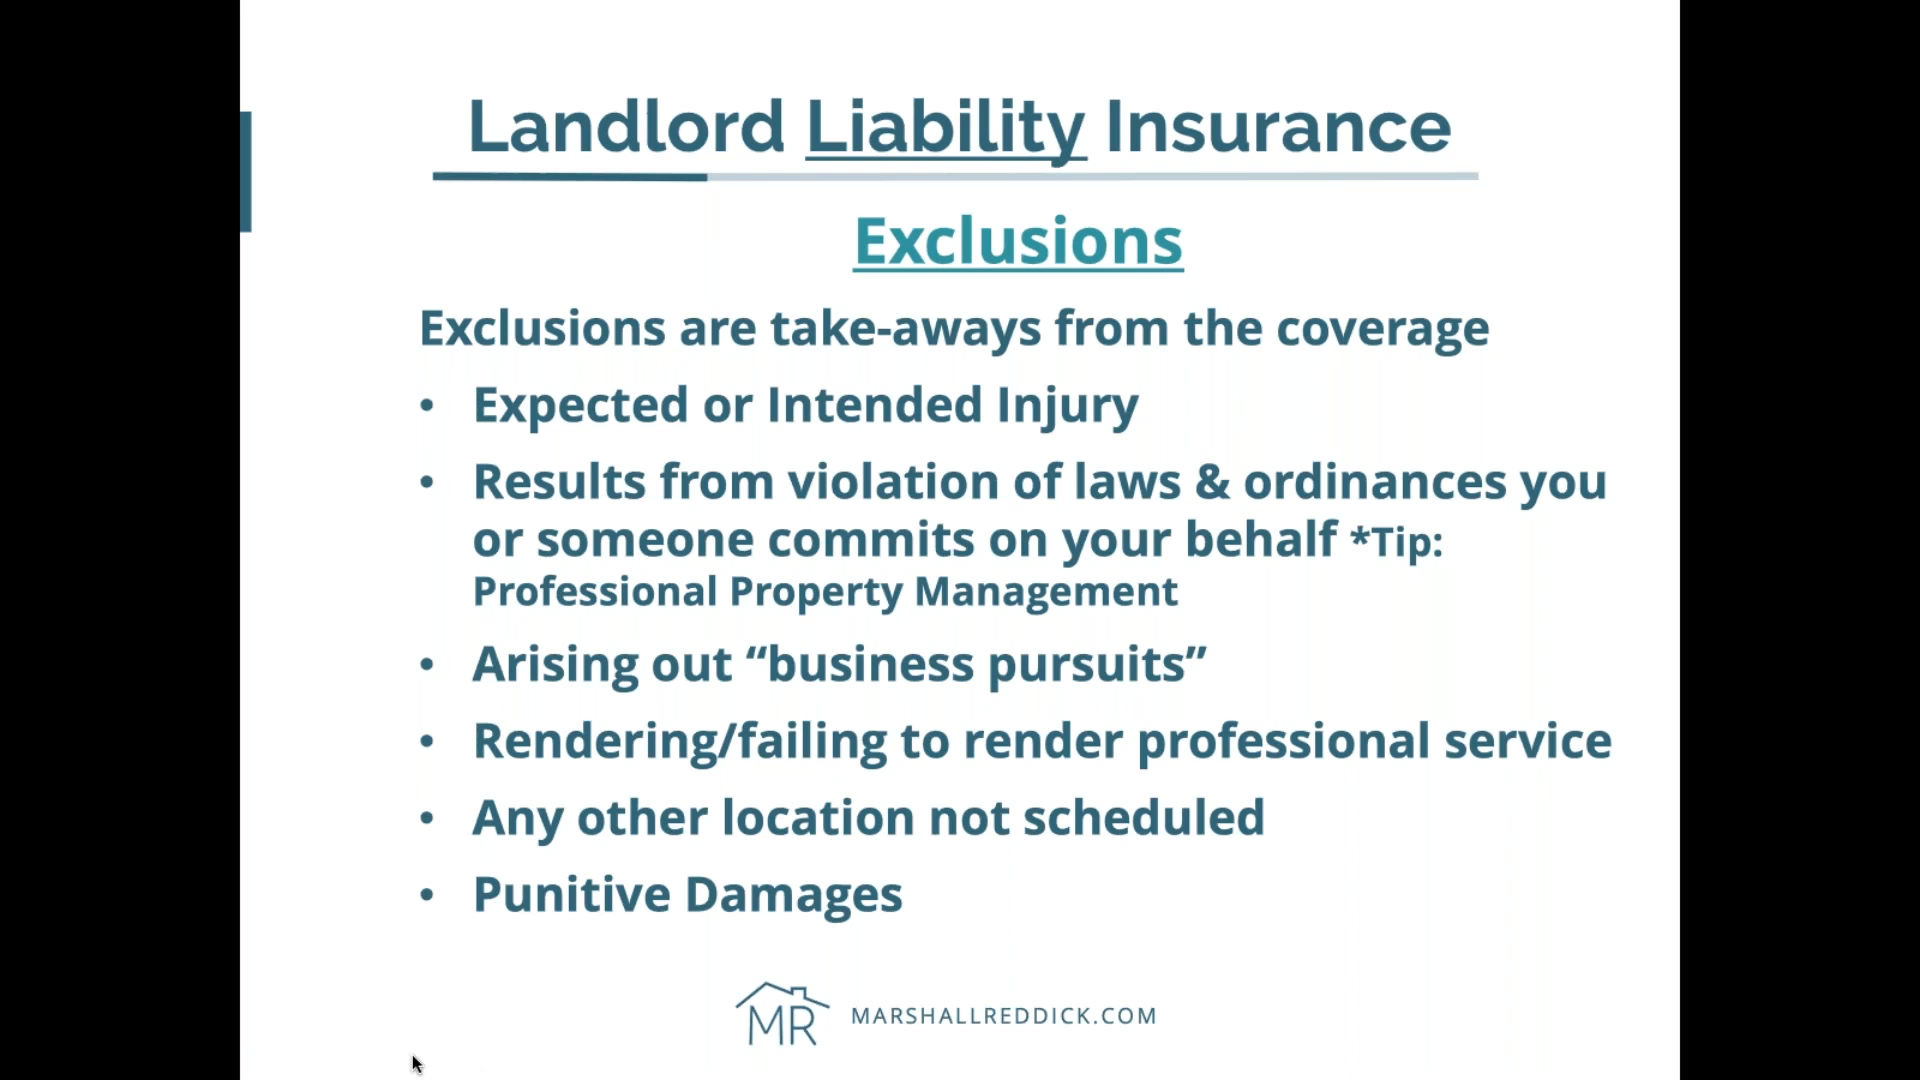 Landlord Liability Insurance
Exclusions
Exclusions are take-aways from the coverage
• Expected or Intended Injury
• Results from violation of laws & ordinances you
or someone commits on your behalf *Tip:
Professional Property Management
• Arising out “business pursuits”
• Rendering/failing to render professional service
• Any other location not scheduled
• Punitive Damages
MR MARSHALLREDDICK.COM